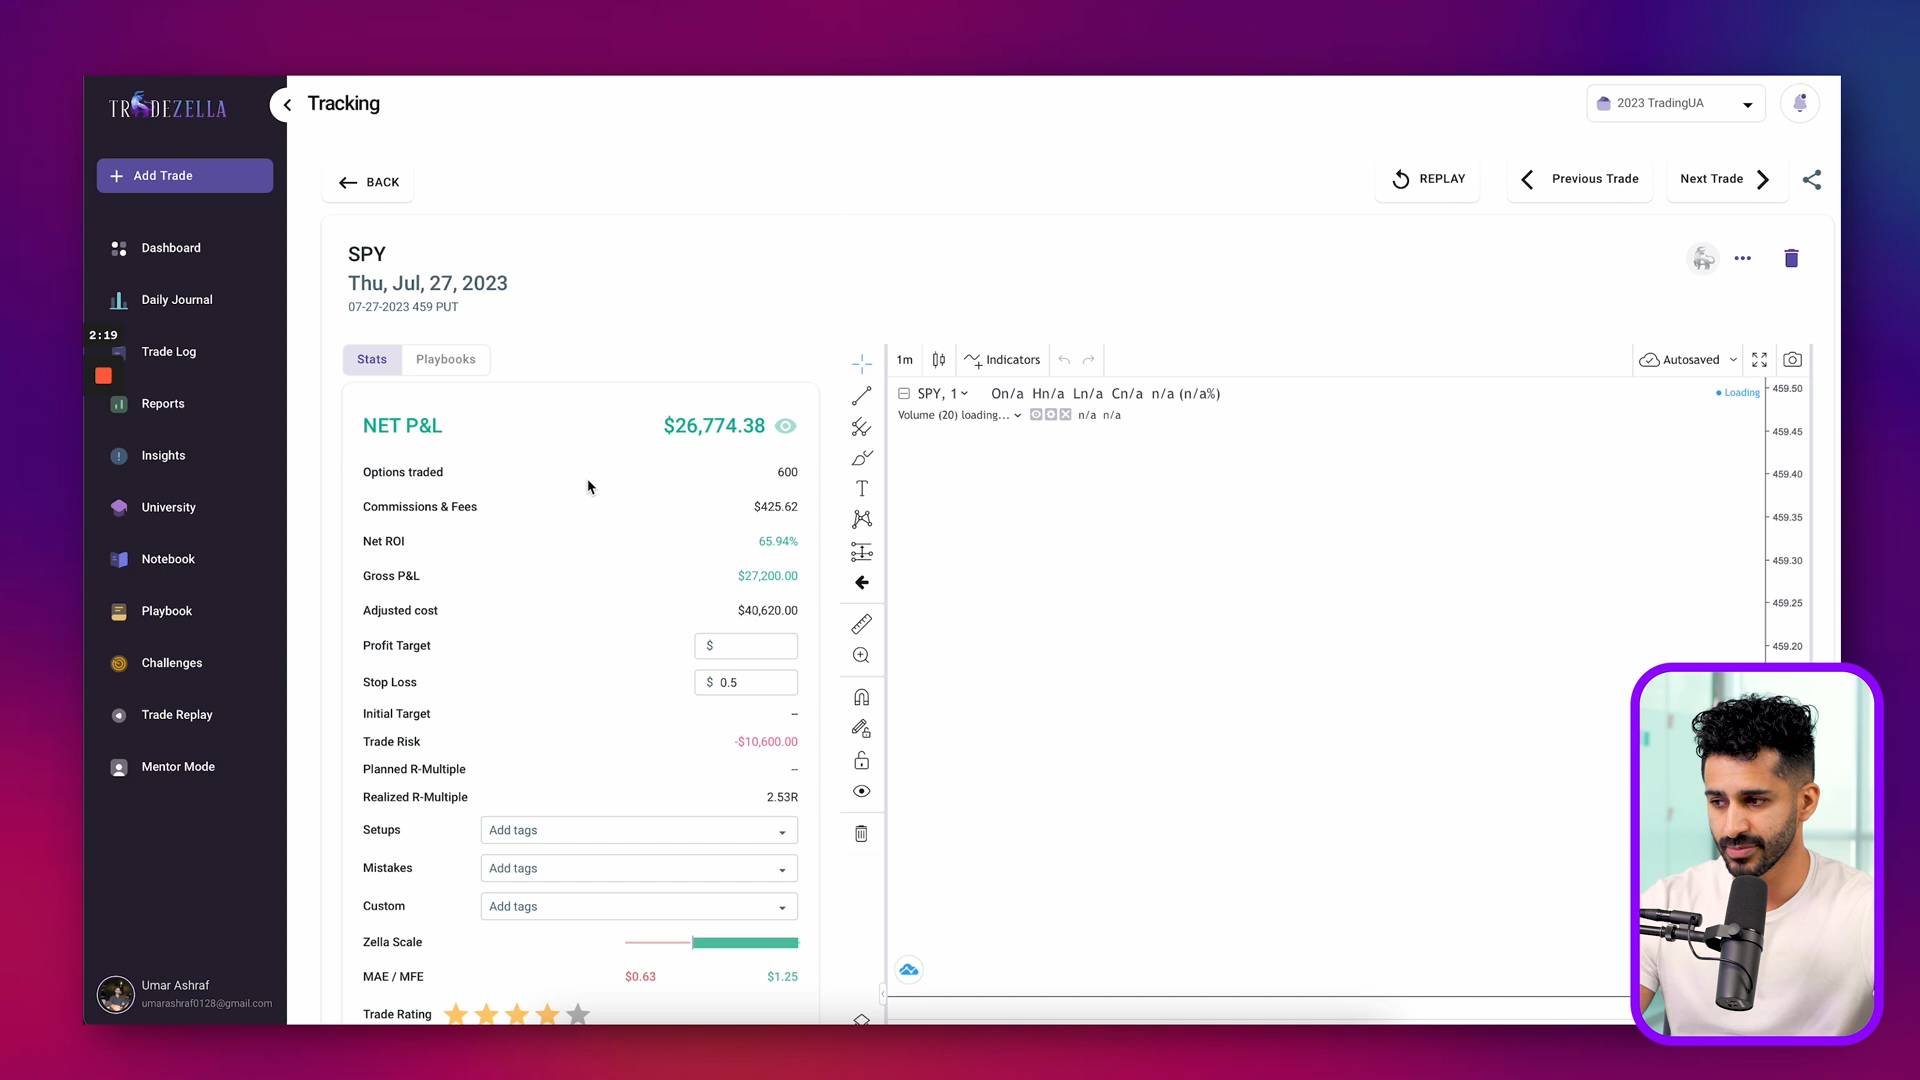 TRADEZELLA
Tracking
2023 TradingUA
Add Trade
BACK
REPLAY
Previous Trade
Next Trade
Dashboard
Daily Journal
2:19
Trade Log
Reports
Insights
University
Notebook
Playbook
Challenges
Trade Replay
Mentor Mode
Umar Ashraf
umarashraf0128@gmail.com
SPY
Thu, Jul, 27, 2023
07-27-2023 459 PUT
Stats Playbooks
NET P&L $26,774.38
Options traded 600
Commissions & Fees $425.62
Net ROI 65.94%
Gross P&L $27,200.00
Adjusted cost $40,620.00
Profit Target $
Stop Loss $ 0.5
Initial Target --
Trade Risk -$10,600.00
Planned R-Multiple --
Realized R-Multiple 2.53R
Setups Add tags
Mistakes Add tags
Custom Add tags
Zella Scale
MAE / MFE $0.63 $1.25
Trade Rating
1m Indicators Autosaved
SPY, 1 On/a Hn/a Ln/a Cn/a n/a (n/a%)
Loading
Volume (20) loading... n/a n/a
459.50
459.45
459.40
459.35
459.30
459.25
459.20